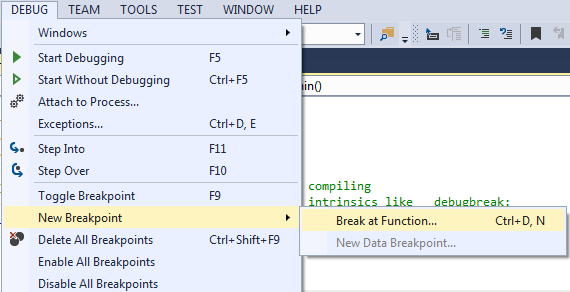 DEBUG TEAM TOOLS TEST WINDOW HELP
Windows
Start Debugging F5
Start Without Debugging Ctrl+F5
Attach to Process...
ain()
Exceptions... Ctrl+D, E
Step Into F11
Step Over F10
compiling
Toggle Breakpoint F9
intrinsics like __debugbreak:
New Breakpoint
Break at Function... Ctrl+D, N
Delete All Breakpoints Ctrl+Shift+F9
New Data Breakpoint...
Enable All Breakpoints
Disable All Breakpoints